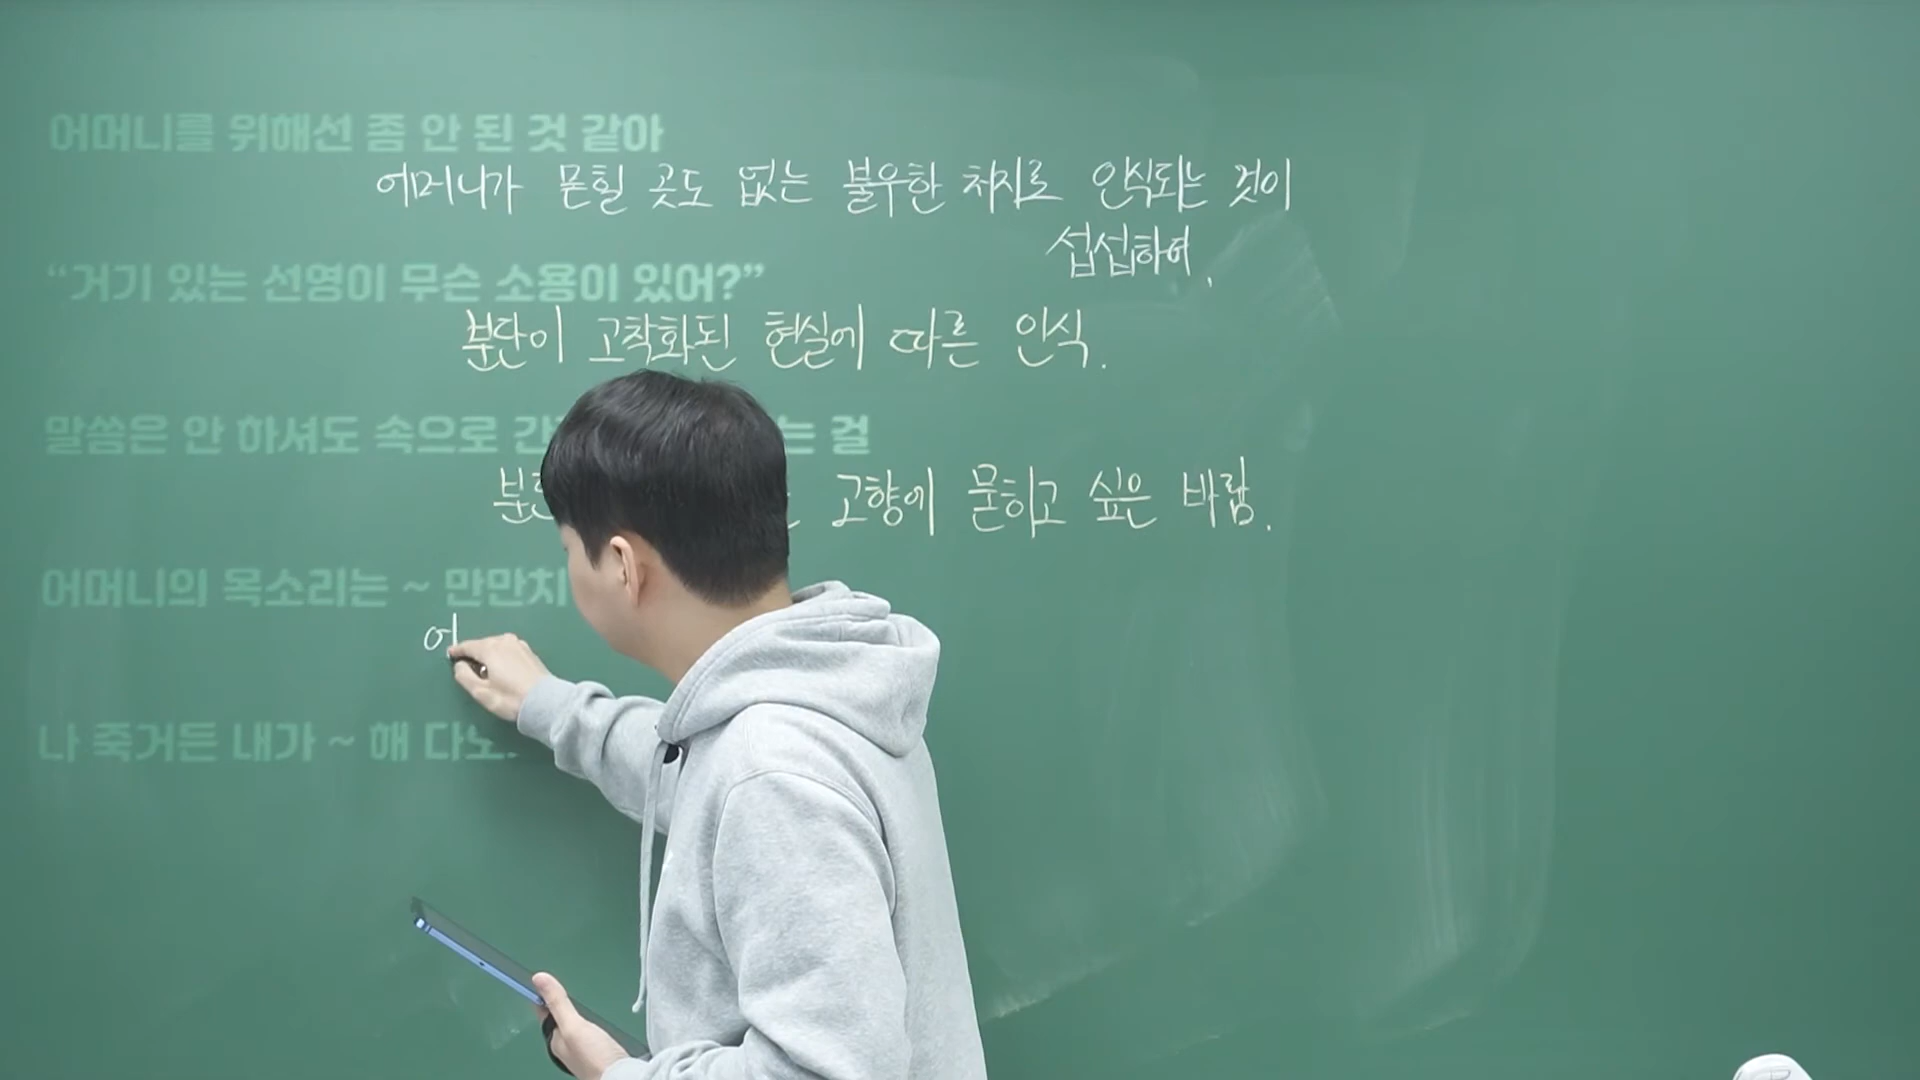 어머니를 위해선 좀 안 된 것 같아
어머니가 묻힐 곳도 없는 불우한 처지로 인식되는 것이
섭섭하여.
“거기 있는 선영이 무슨 소용이 있어?”
분단이 고착화된 현실에 따른 인식.
말씀은 안 하셔도 속으로 는 걸
고향에 묻히고 싶은 바람.
어머니의 목소리는 ~ 만만치
어
나 죽거든 내가 ~ 해 다노